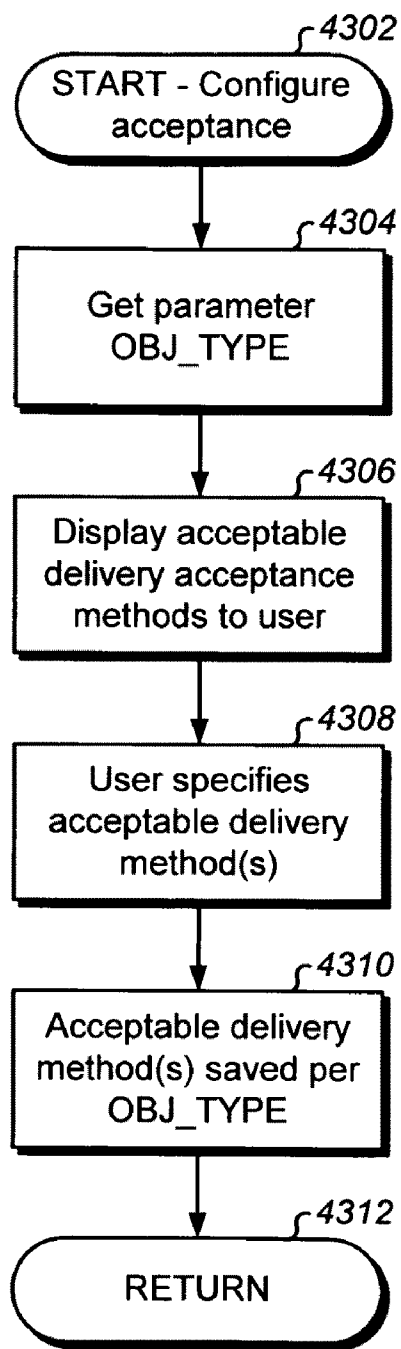 4302
START - Configure
acceptance
4304
Get parameter
OBJ_TYPE
4306
Display acceptable
delivery acceptance
methods to user
4308
User specifies
acceptable delivery
method(s)
4310
Acceptable delivery
method(s) saved per
OBJ_TYPE
4312
RETURN